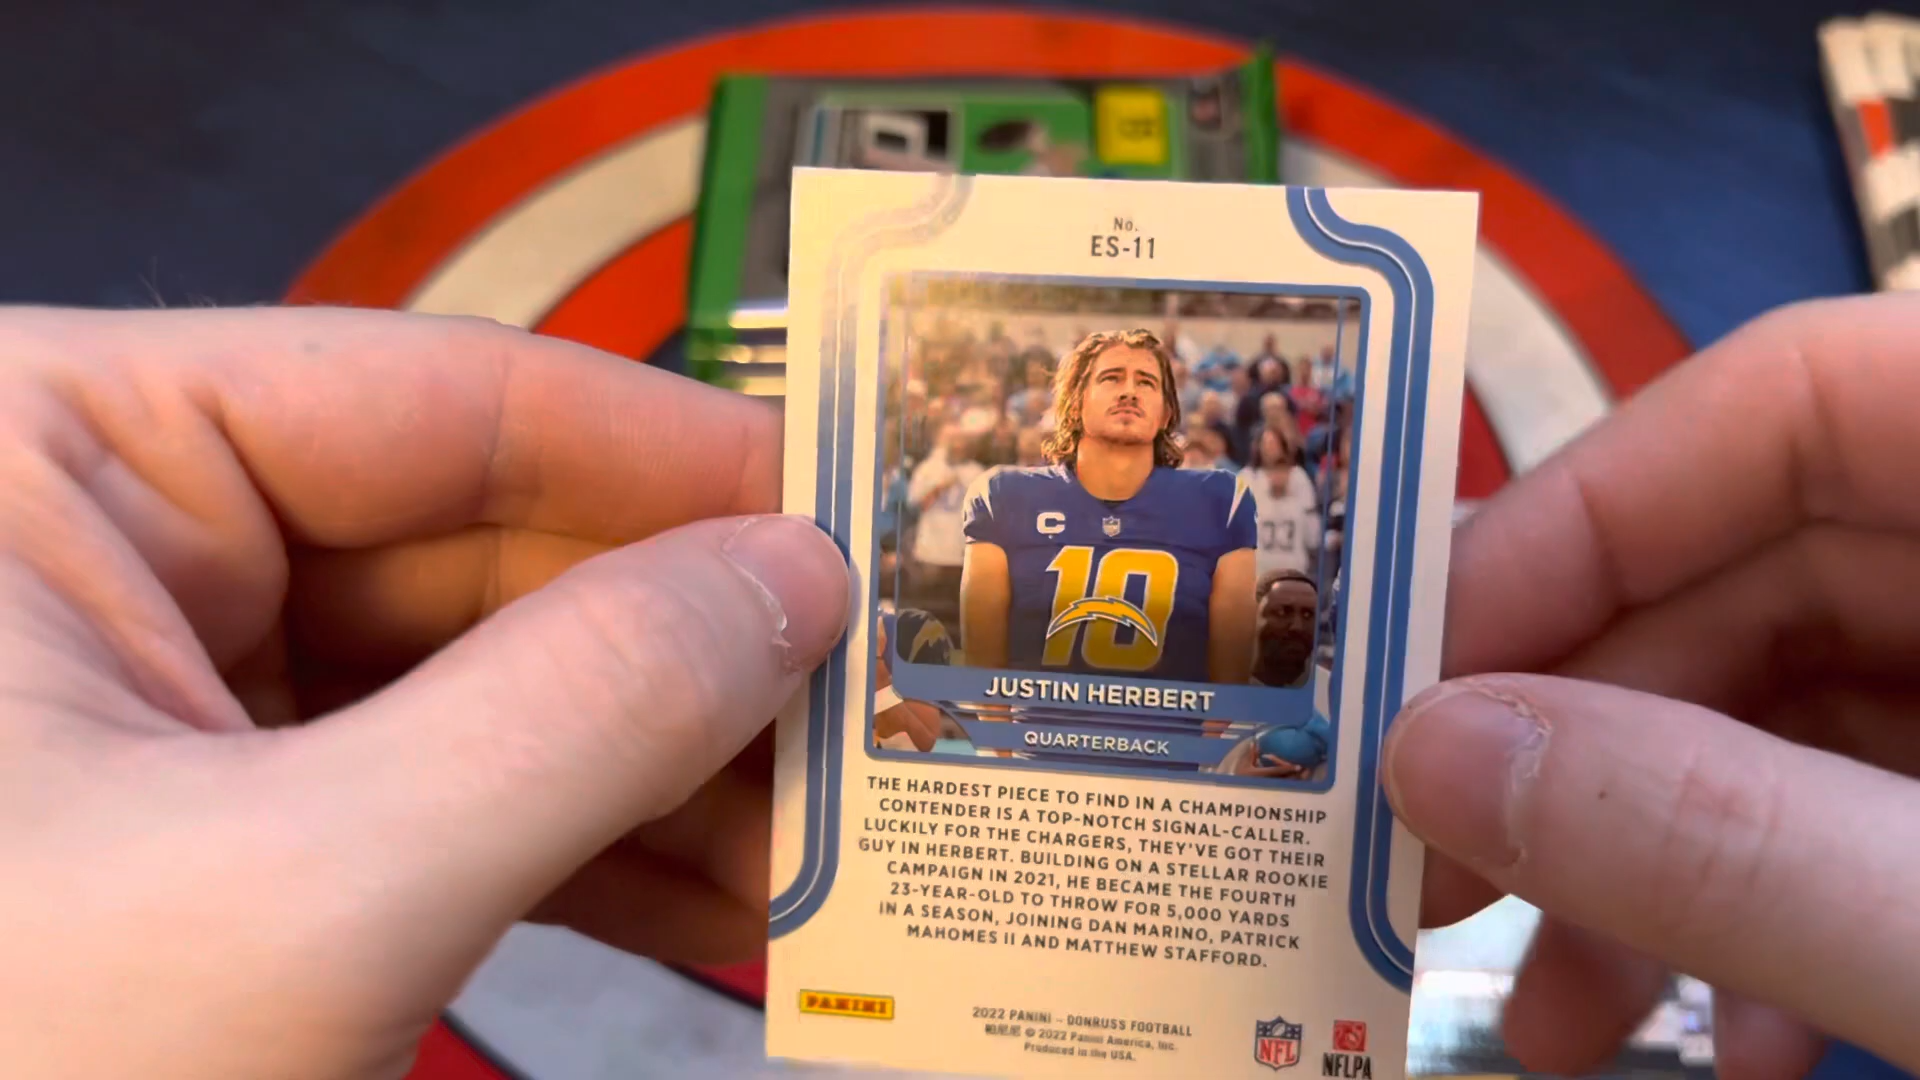 No.
ES-11
C
10
33
JUSTIN HERBERT
QUARTERBACK
THE HARDEST PIECE TO FIND IN A CHAMPIONSHIP
CONTENDER IS A TOP-NOTCH SIGNAL-CALLER.
LUCKILY FOR THE CHARGERS, THEY'VE GOT THEIR
GUY IN HERBERT. BUILDING ON A STELLAR ROOKIE
CAMPAIGN IN 2021, HE BECAME THE FOURTH
23-YEAR-OLD TO THROW FOR 5,000 YARDS
IN A SEASON, JOINING DAN MARINO, PATRICK
MAHOMES II AND MATTHEW STAFFORD.
PANINI
2022 PANINI – DONRUSS FOOTBALL
© 2022 Panini America, Inc.
Produced in the USA.
NFL
NFLPA